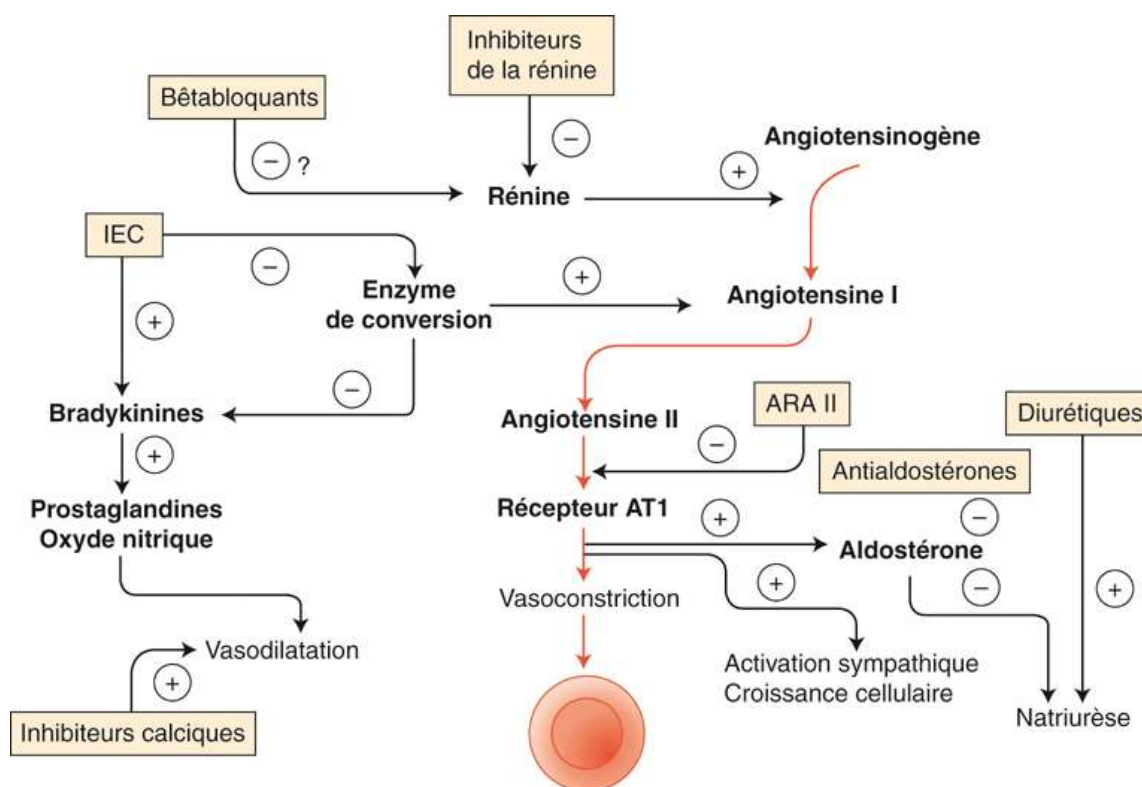 Inhibiteurs
de la rénine
Bêtabloquants
Angiotensinogène
−
− ?
+
Rénine
IEC
−
+
Enzyme
de conversion
Angiotensine I
+
−
ARA II
Diurétiques
Bradykinines
Angiotensine II
−
+
Antialdostérones
Prostaglandines
Oxyde nitrique
Récepteur AT1
+
−
Aldostérone
+
−
+
Vasoconstriction
Vasodilatation
Activation sympathique
Croissance cellulaire
+
Natriurèse
Inhibiteurs calciques